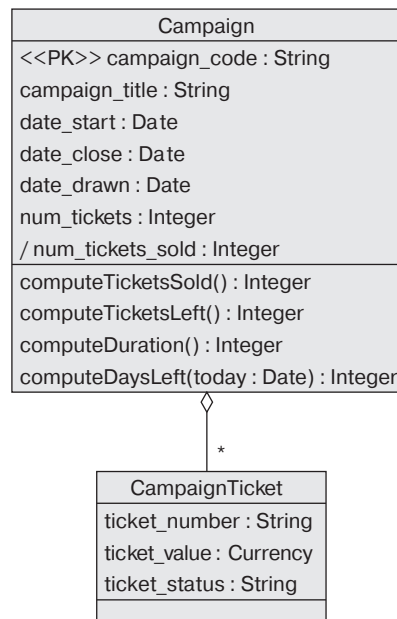 Campaign
<<PK>> campaign_code : String
campaign_title : String
date_start : Date
date_close : Date
date_drawn : Date
num_tickets : Integer
/ num_tickets_sold : Integer
computeTicketsSold() : Integer
computeTicketsLeft() : Integer
computeDuration() : Integer
computeDaysLeft(today : Date) : Integer
*
CampaignTicket
ticket_number : String
ticket_value : Currency
ticket_status : String